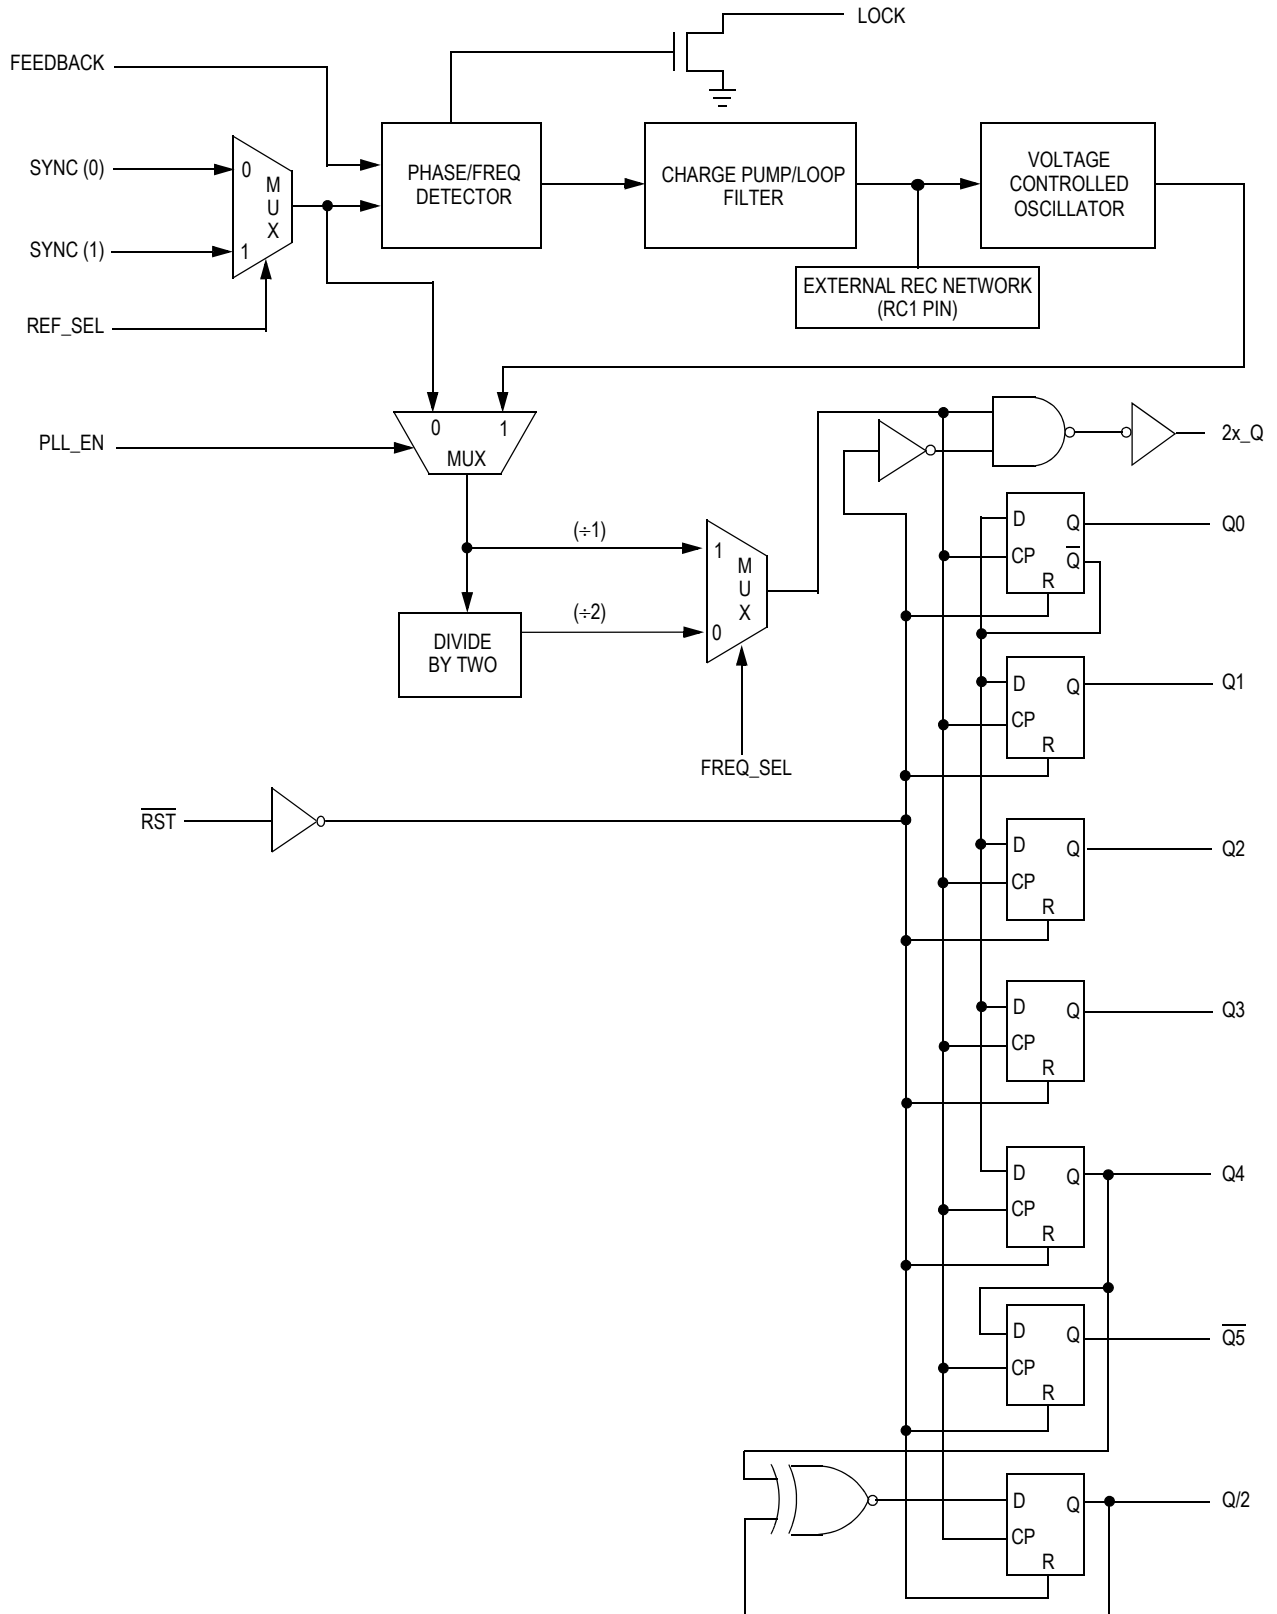 LOCK
FEEDBACK
SYNC (0)
SYNC (1)
REF_SEL
0
M
U
X
1
PHASE/FREQ
DETECTOR
CHARGE PUMP/LOOP
FILTER
VOLTAGE
CONTROLLED
OSCILLATOR
EXTERNAL REC NETWORK
(RC1 PIN)
PLL_EN
0 1
MUX
(÷1)
(÷2)
DIVIDE
BY TWO
1
M
U
X
0
FREQ_SEL
R̅S̅T̅
2x_Q
D Q
CP Q̅
R
Q0
D Q
CP
R
Q1
D Q
CP
R
Q2
D Q
CP
R
Q3
D Q
CP
R
Q4
D Q
CP
R
Q̅5̅
D Q
CP
R
Q/2